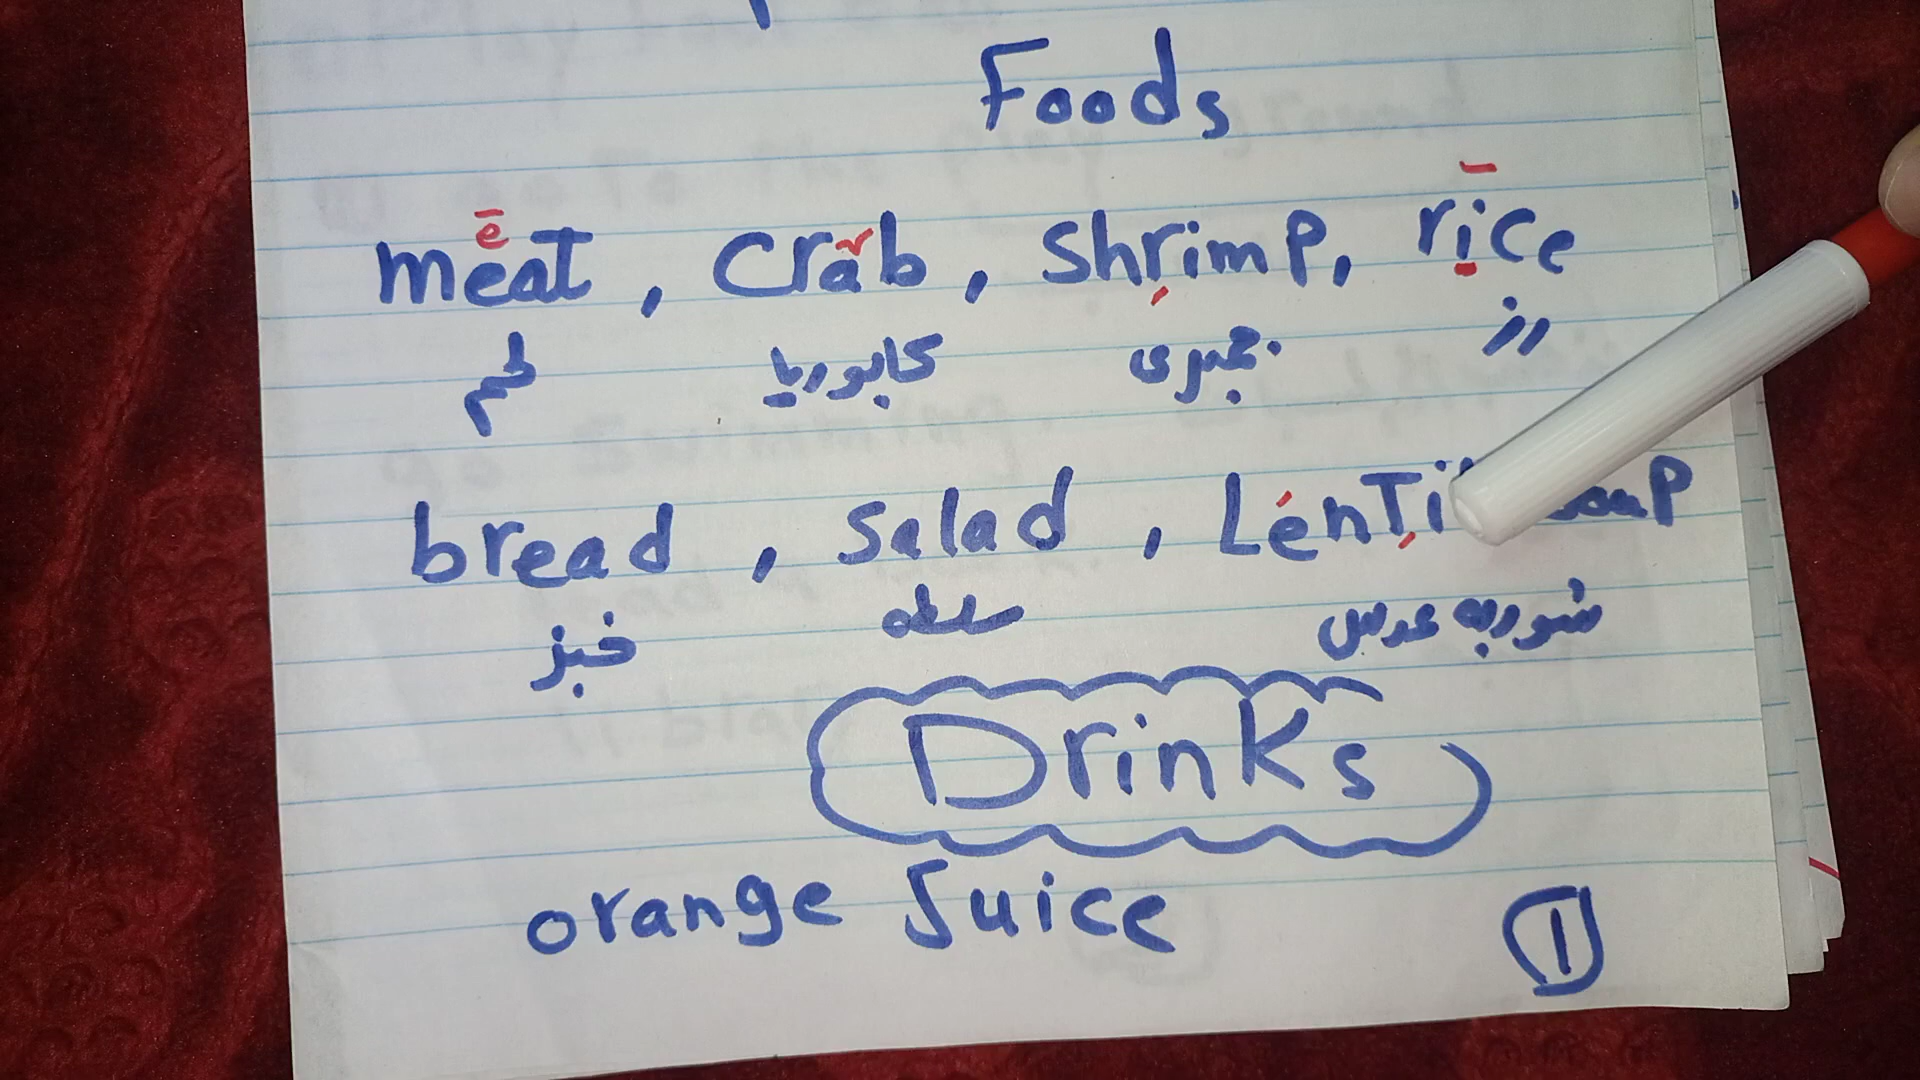 Foods
meat , crab , shrimp , rice
لحم كابوريا جمبرى رز
bread , salad , Lentil soup
خبز سلطه شوربه عدس
Drinks
orange Juice
1